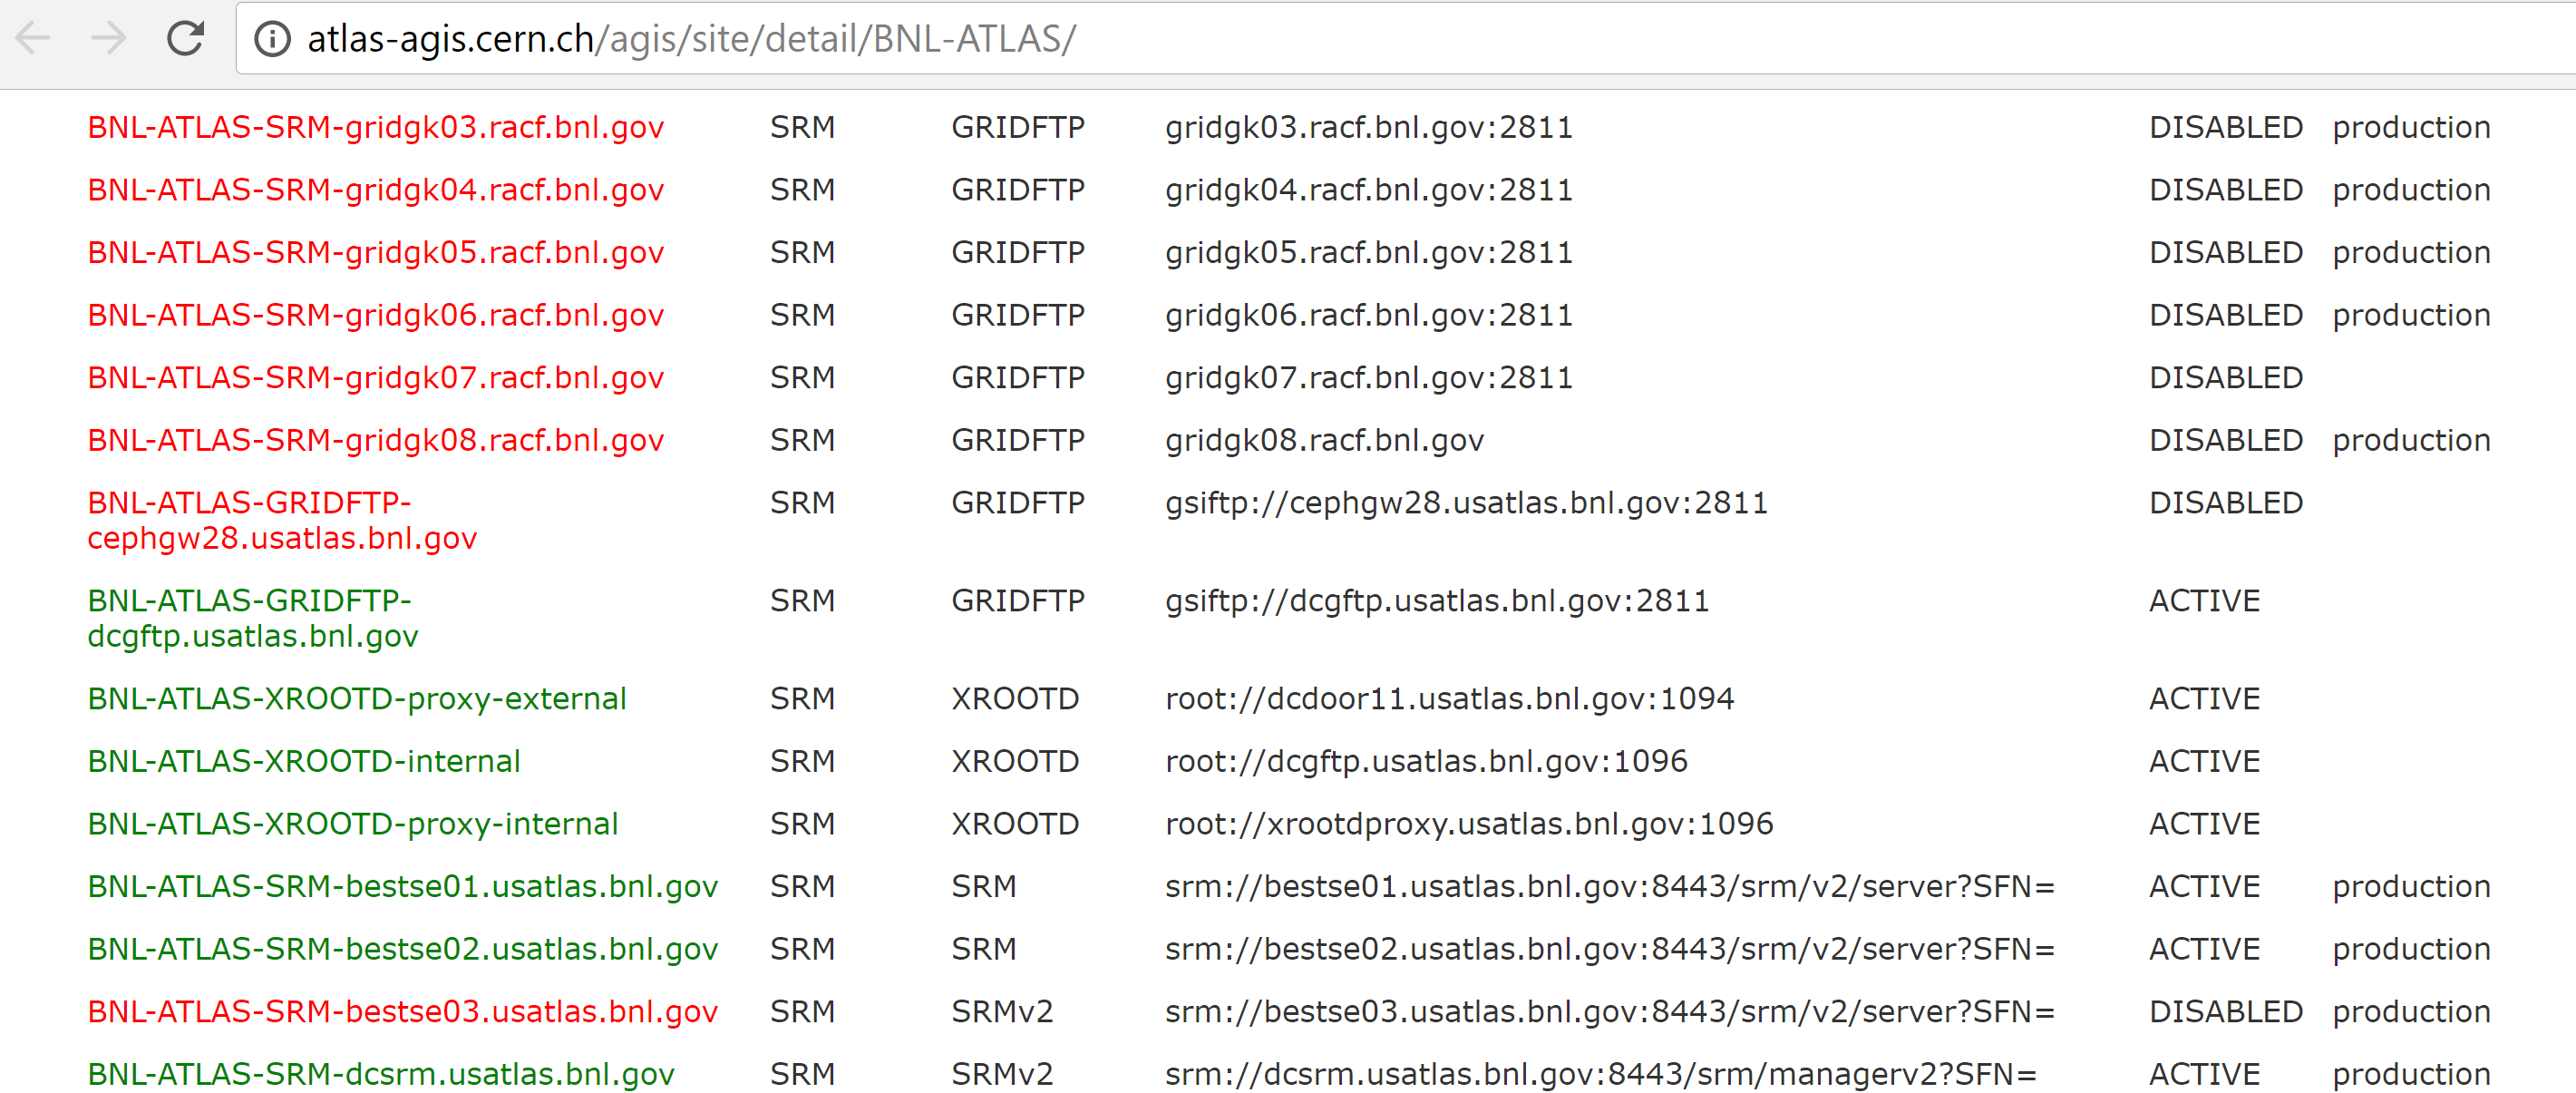 atlas-agis.cern.ch/agis/site/detail/BNL-ATLAS/
BNL-ATLAS-SRM-gridgk03.racf.bnl.gov SRM GRIDFTP gridgk03.racf.bnl.gov:2811 DISABLED production
BNL-ATLAS-SRM-gridgk04.racf.bnl.gov SRM GRIDFTP gridgk04.racf.bnl.gov:2811 DISABLED production
BNL-ATLAS-SRM-gridgk05.racf.bnl.gov SRM GRIDFTP gridgk05.racf.bnl.gov:2811 DISABLED production
BNL-ATLAS-SRM-gridgk06.racf.bnl.gov SRM GRIDFTP gridgk06.racf.bnl.gov:2811 DISABLED production
BNL-ATLAS-SRM-gridgk07.racf.bnl.gov SRM GRIDFTP gridgk07.racf.bnl.gov:2811 DISABLED
BNL-ATLAS-SRM-gridgk08.racf.bnl.gov SRM GRIDFTP gridgk08.racf.bnl.gov DISABLED production
BNL-ATLAS-GRIDFTP- SRM GRIDFTP gsiftp://cephgw28.usatlas.bnl.gov:2811 DISABLED
cephgw28.usatlas.bnl.gov
BNL-ATLAS-GRIDFTP- SRM GRIDFTP gsiftp://dcgftp.usatlas.bnl.gov:2811 ACTIVE
dcgftp.usatlas.bnl.gov
BNL-ATLAS-XROOTD-proxy-external SRM XROOTD root://dcdoor11.usatlas.bnl.gov:1094 ACTIVE
BNL-ATLAS-XROOTD-internal SRM XROOTD root://dcgftp.usatlas.bnl.gov:1096 ACTIVE
BNL-ATLAS-XROOTD-proxy-internal SRM XROOTD root://xrootdproxy.usatlas.bnl.gov:1096 ACTIVE
BNL-ATLAS-SRM-bestse01.usatlas.bnl.gov SRM SRM srm://bestse01.usatlas.bnl.gov:8443/srm/v2/server?SFN= ACTIVE production
BNL-ATLAS-SRM-bestse02.usatlas.bnl.gov SRM SRM srm://bestse02.usatlas.bnl.gov:8443/srm/v2/server?SFN= ACTIVE production
BNL-ATLAS-SRM-bestse03.usatlas.bnl.gov SRM SRMv2 srm://bestse03.usatlas.bnl.gov:8443/srm/v2/server?SFN= DISABLED production
BNL-ATLAS-SRM-dcsrm.usatlas.bnl.gov SRM SRMv2 srm://dcsrm.usatlas.bnl.gov:8443/srm/managerv2?SFN= ACTIVE production